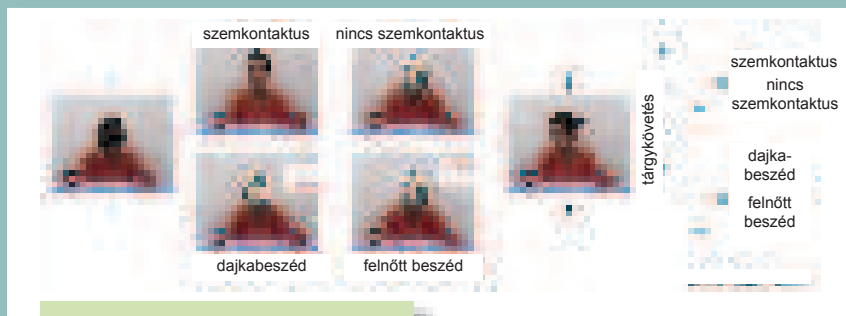 szemkontaktus
nincs szemkontaktus
dajkabeszéd
felnőtt beszéd
tárgykövetés
szemkontaktus
nincs
szemkontaktus
dajka-
beszéd
felnőtt
beszéd